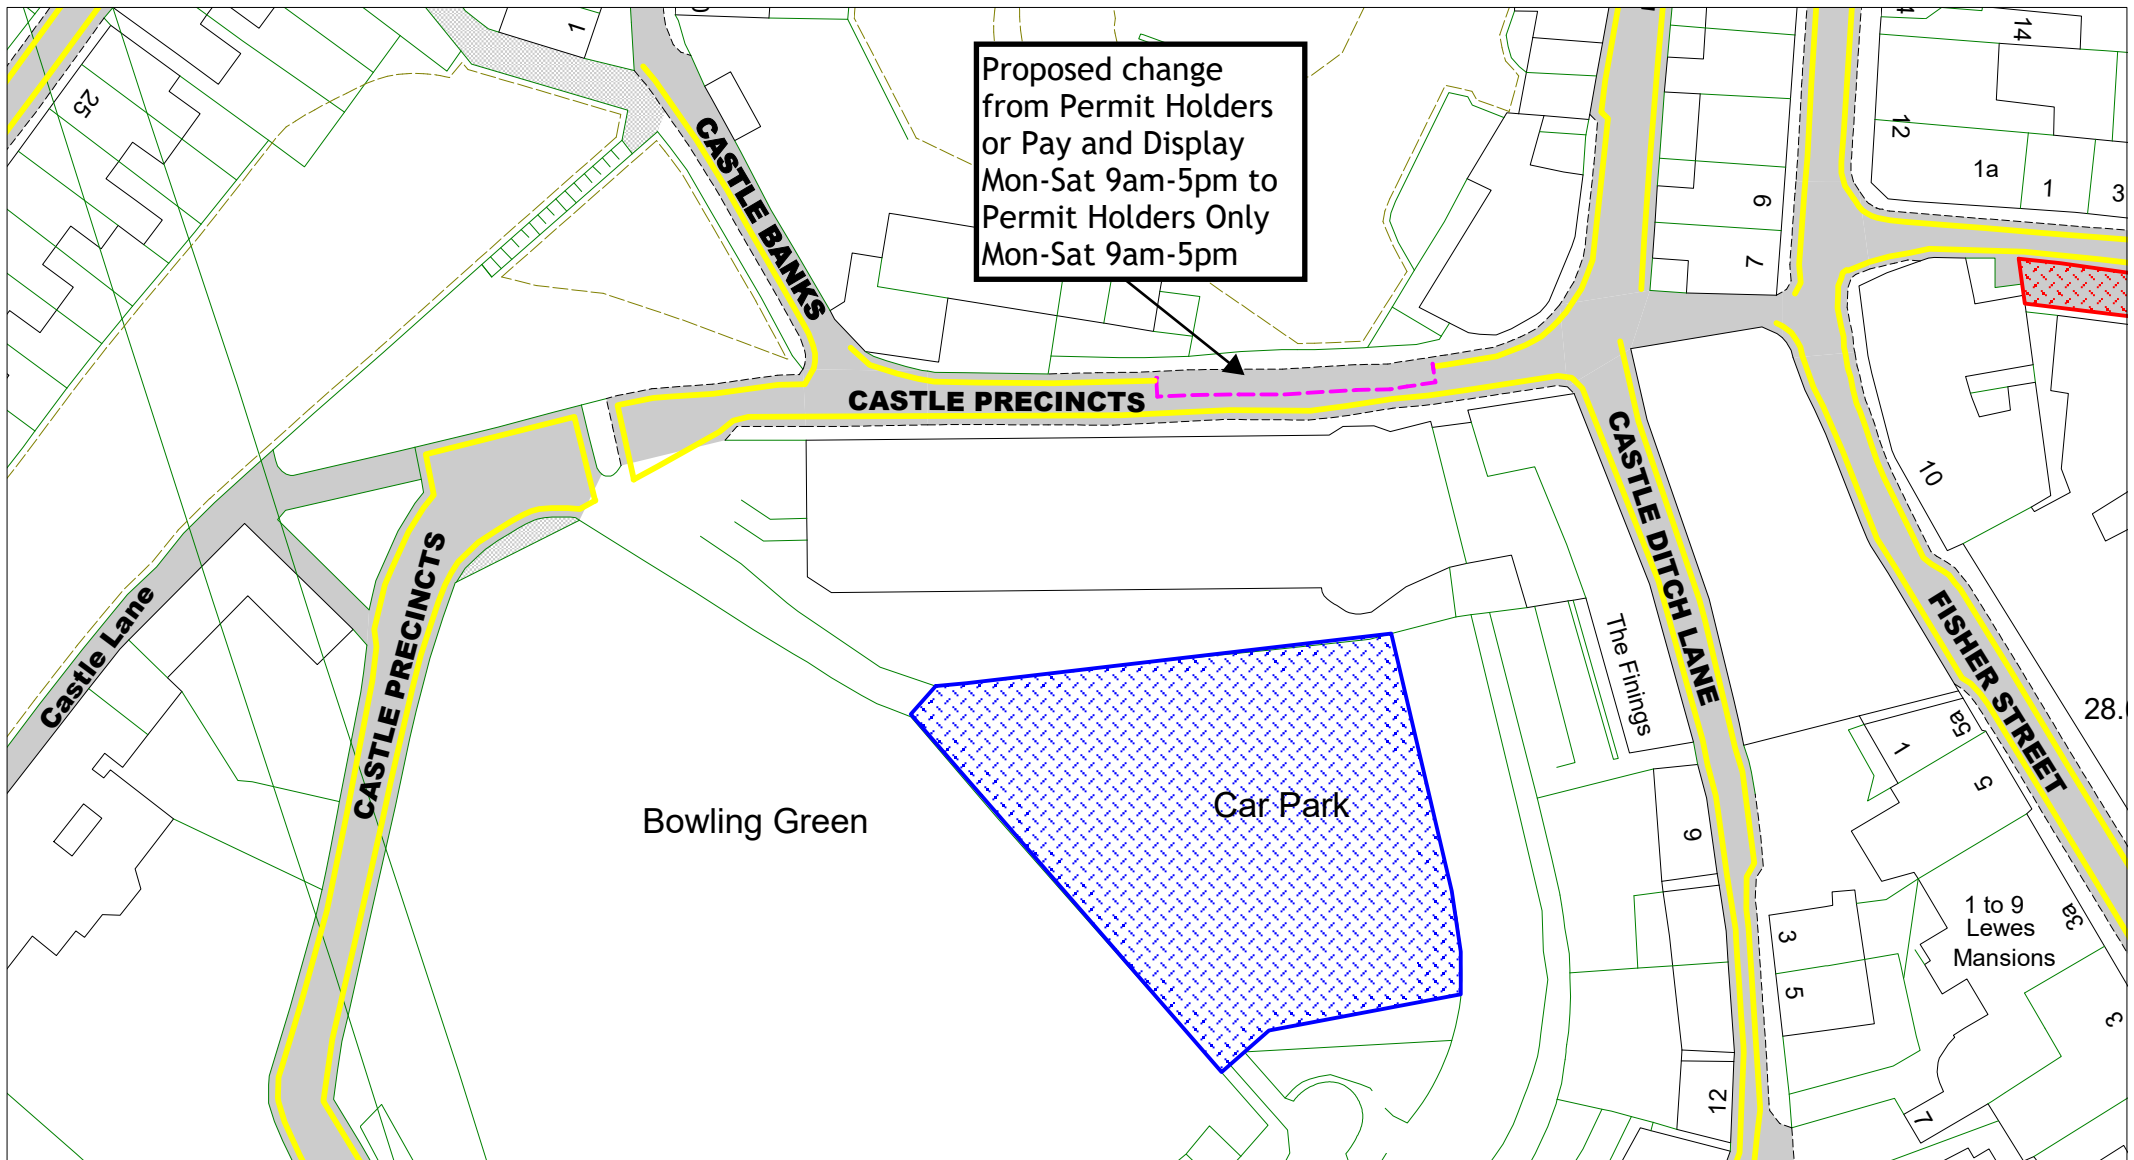 1
14
25
Proposed change
from Permit Holders
or Pay and Display
Mon-Sat 9am-5pm to
Permit Holders Only
Mon-Sat 9am-5pm
12
1a
1
3
CASTLE BANKS
9
7
CASTLE PRECINCTS
10
CASTLE DITCH LANE
CASTLE PRECINCTS
Castle Lane
The Finings
FISHER STREET
28.
5a
1
5
Car Park
Bowling Green
9
1 to 9
Lewes
Mansions
3a
3
5
3
12
7